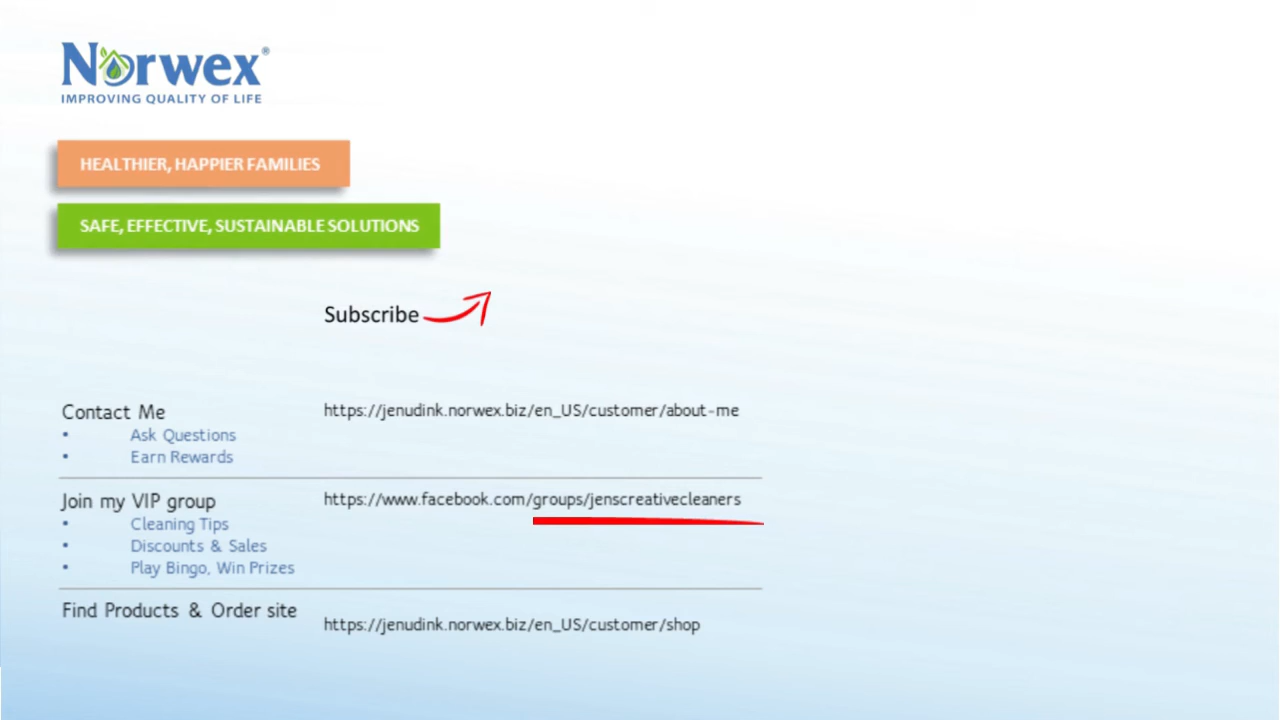 Norwex®
IMPROVING QUALITY OF LIFE
HEALTHIER, HAPPIER FAMILIES
SAFE, EFFECTIVE, SUSTAINABLE SOLUTIONS
Subscribe
Contact Me https://jenudink.norwex.biz/en_US/customer/about-me
• Ask Questions
• Earn Rewards
Join my VIP group https://www.facebook.com/groups/jenscreativecleaners
• Cleaning Tips
• Discounts & Sales
• Play Bingo, Win Prizes
Find Products & Order site
https://jenudink.norwex.biz/en_US/customer/shop